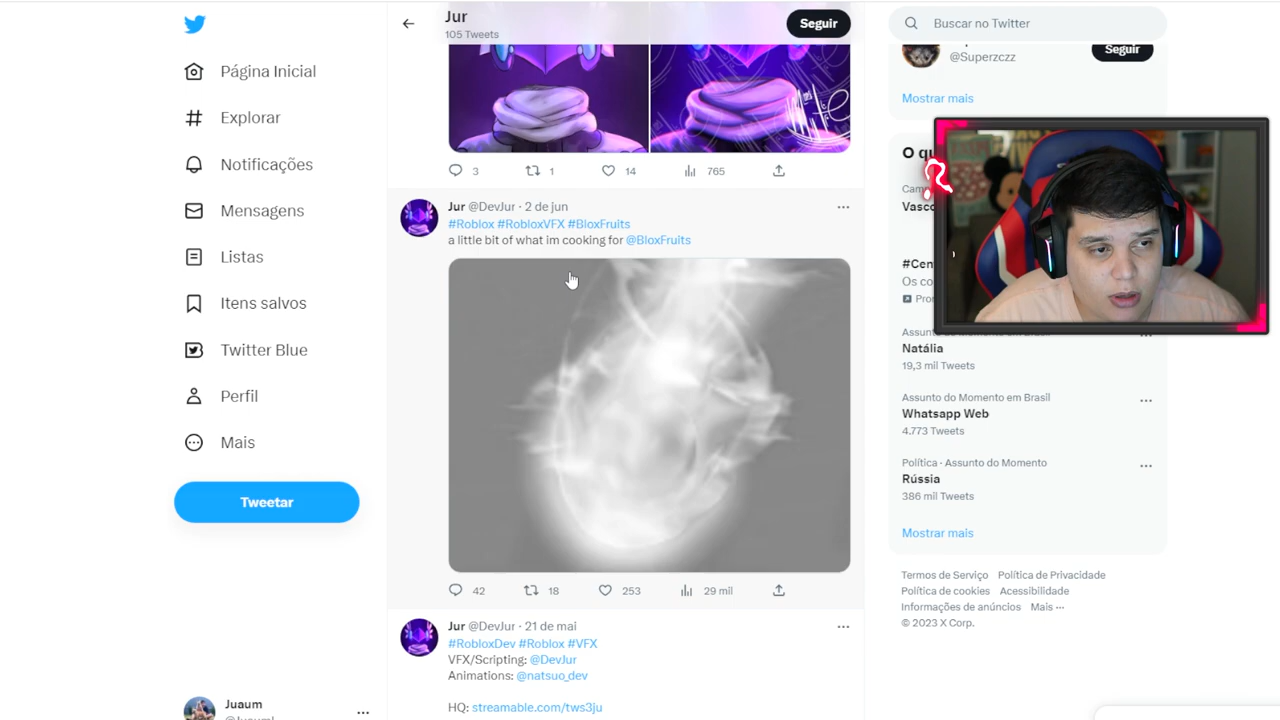 Jur
105 Tweets
Seguir
Buscar no Twitter
@Superzczz
Seguir
Mostrar mais
Página Inicial
Explorar
Notificações
Mensagens
Listas
Itens salvos
Twitter Blue
Perfil
Mais
Tweetar
Juaum
3 1 14 765
Jur @DevJur · 2 de jun
#Roblox #RobloxVFX #BloxFruits
a little bit of what im cooking for @BloxFruits
42 18 253 29 mil
Jur @DevJur · 21 de mai
#RobloxDev #Roblox #VFX
VFX/Scripting: @DevJur
Animations: @natsuo_dev
HQ: streamable.com/tws3ju
O
Vasco
Os
Natália
19,3 mil Tweets
Assunto do Momento em Brasil
Whatsapp Web
4.773 Tweets
Política · Assunto do Momento
Rússia
386 mil Tweets
Mostrar mais
Termos de Serviço Política de Privacidade
Política de cookies Acessibilidade
Informações de anúncios Mais ···
© 2023 X Corp.